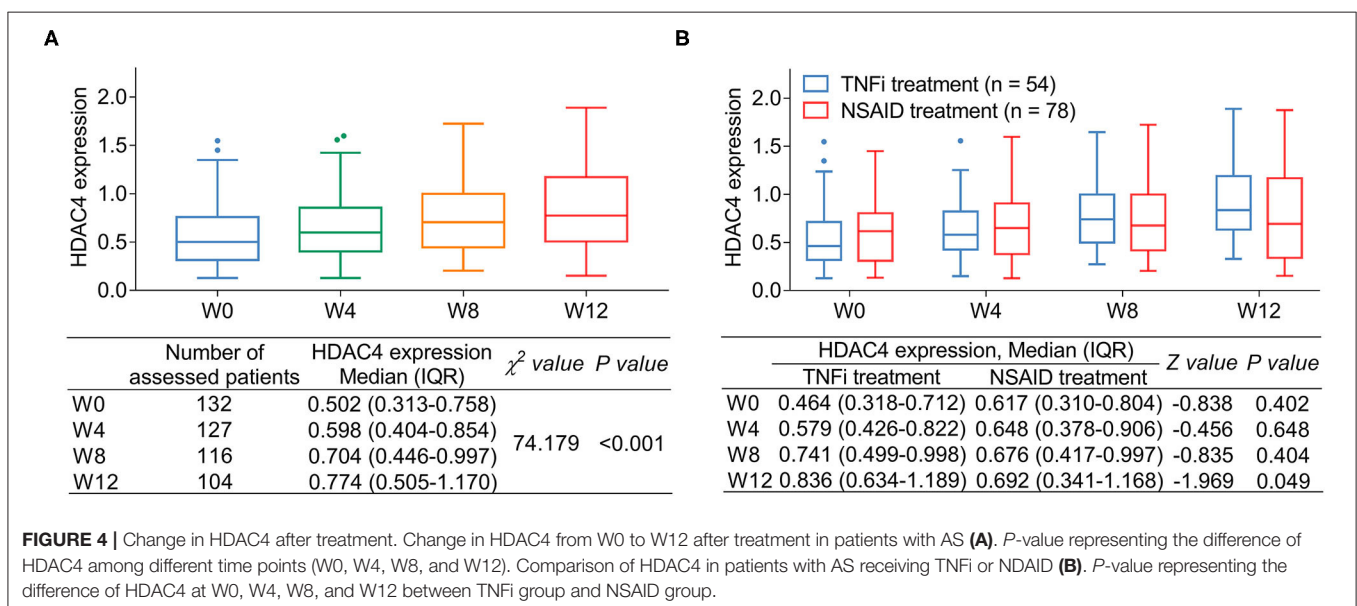 A
HDAC4 expression
2.0
1.5
1.0
0.5
0.0
W0 W4 W8 W12
Number of assessed patients HDAC4 expression Median (IQR) χ² value P value
W0 132 0.502 (0.313-0.758)
W4 127 0.598 (0.404-0.854)
74.179 <0.001
W8 116 0.704 (0.446-0.997)
W12 104 0.774 (0.505-1.170)
B
TNFi treatment (n = 54)
NSAID treatment (n = 78)
HDAC4 expression
2.0
1.5
1.0
0.5
0.0
W0 W4 W8 W12
HDAC4 expression, Median (IQR) Z value P value
TNFi treatment NSAID treatment
W0 0.464 (0.318-0.712) 0.617 (0.310-0.804) -0.838 0.402
W4 0.579 (0.426-0.822) 0.648 (0.378-0.906) -0.456 0.648
W8 0.741 (0.499-0.998) 0.676 (0.417-0.997) -0.835 0.404
W12 0.836 (0.634-1.189) 0.692 (0.341-1.168) -1.969 0.049
FIGURE 4 | Change in HDAC4 after treatment. Change in HDAC4 from W0 to W12 after treatment in patients with AS (A). P-value representing the difference of
HDAC4 among different time points (W0, W4, W8, and W12). Comparison of HDAC4 in patients with AS receiving TNFi or NDAID (B). P-value representing the
difference of HDAC4 at W0, W4, W8, and W12 between TNFi group and NSAID group.